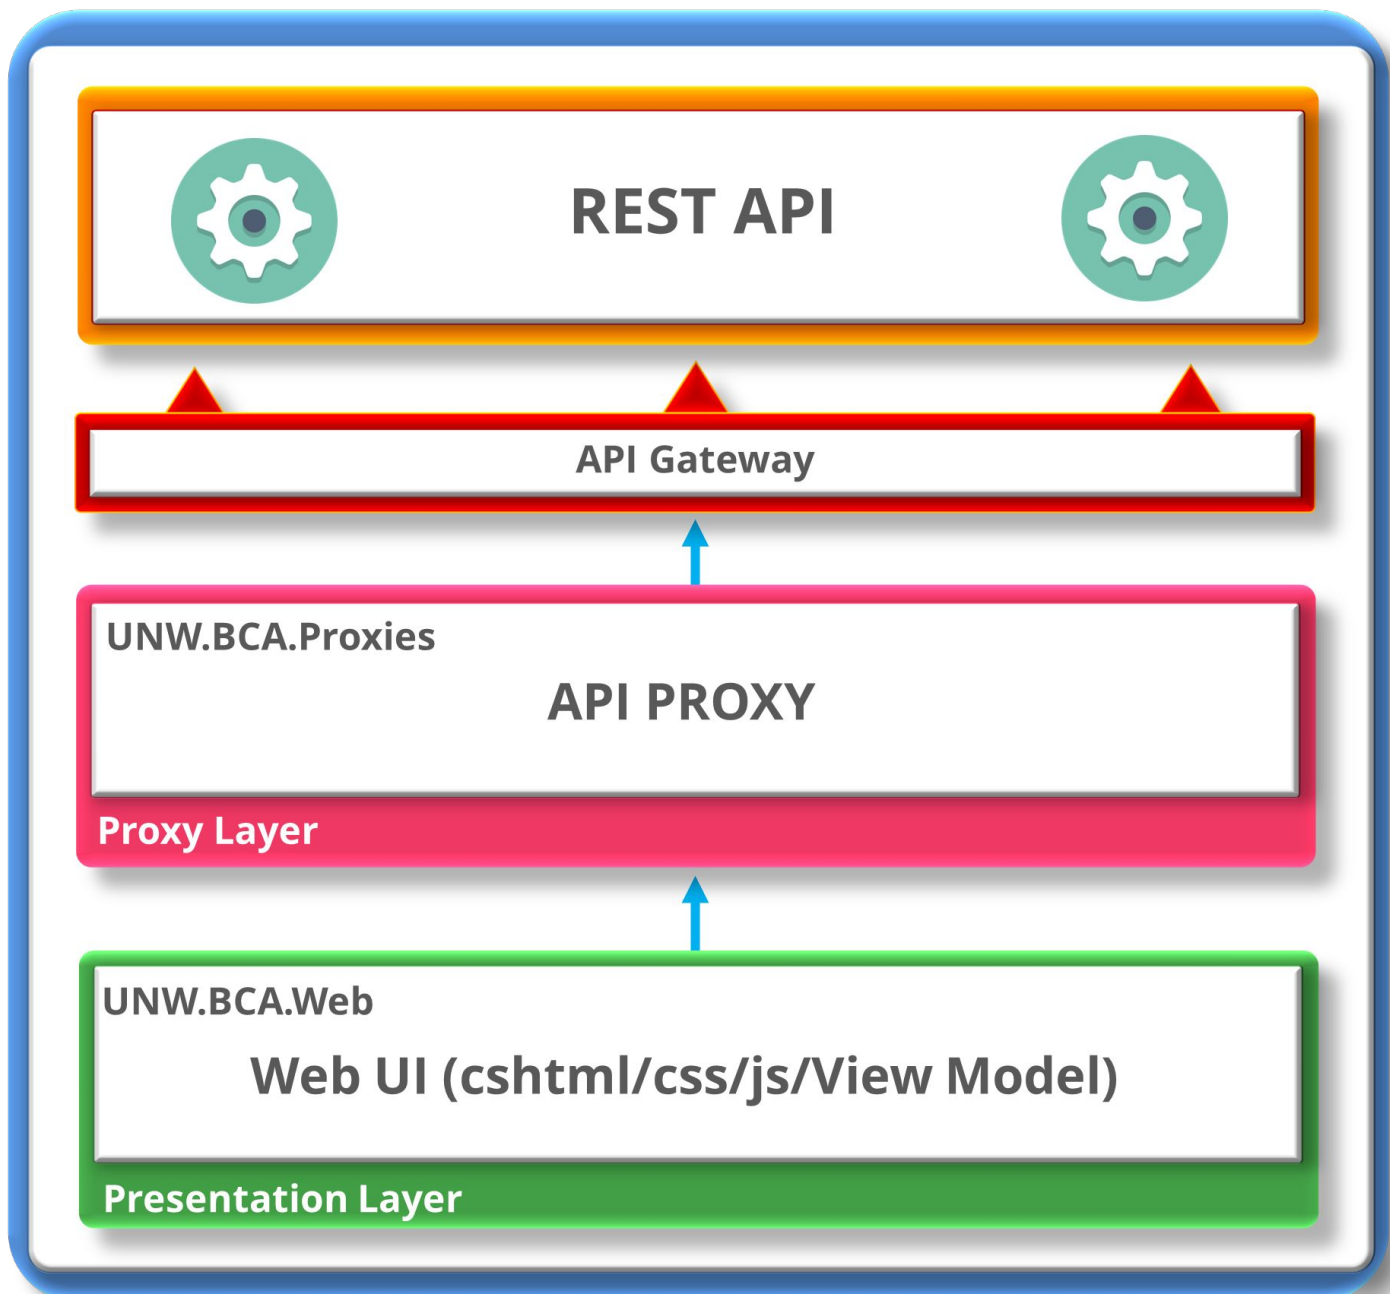 REST API
API Gateway
UNW.BCA.Proxies
API PROXY
Proxy Layer
UNW.BCA.Web
Web UI (cshtml/css/js/View Model)
Presentation Layer